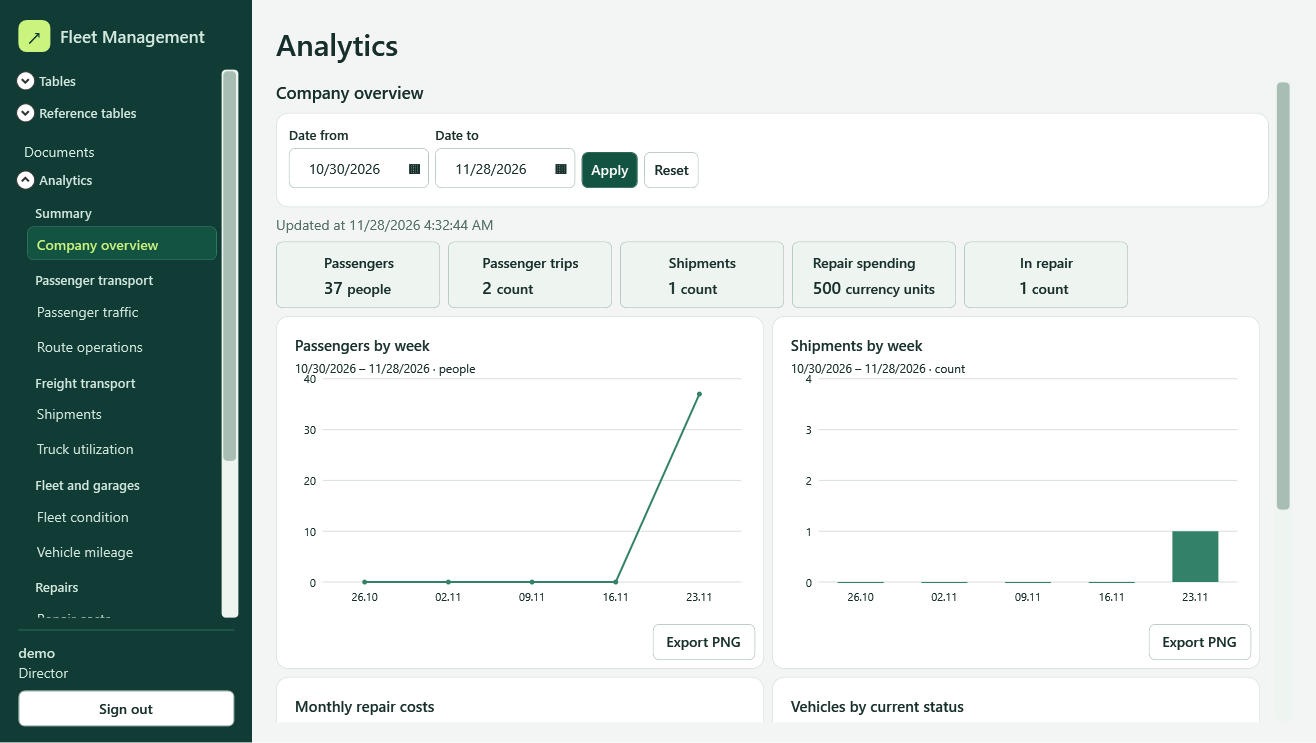 Fleet Management
Tables
Reference tables
Documents
Analytics
Summary
Company overview
Passenger transport
Passenger traffic
Route operations
Freight transport
Shipments
Truck utilization
Fleet and garages
Fleet condition
Vehicle mileage
Repairs
Repair costs
demo
Director
Sign out
Analytics
Company overview
Date from
Date to
10/30/2026
11/28/2026
Apply
Reset
Updated at 11/28/2026 4:32:44 AM
Passengers
37 people
Passenger trips
2 count
Shipments
1 count
Repair spending
500 currency units
In repair
1 count
Passengers by week
10/30/2026 – 11/28/2026 · people
40
30
20
10
0
26.10 02.11 09.11 16.11 23.11
Export PNG
Shipments by week
10/30/2026 – 11/28/2026 · count
4
3
2
1
0
26.10 02.11 09.11 16.11 23.11
Export PNG
Monthly repair costs
Vehicles by current status